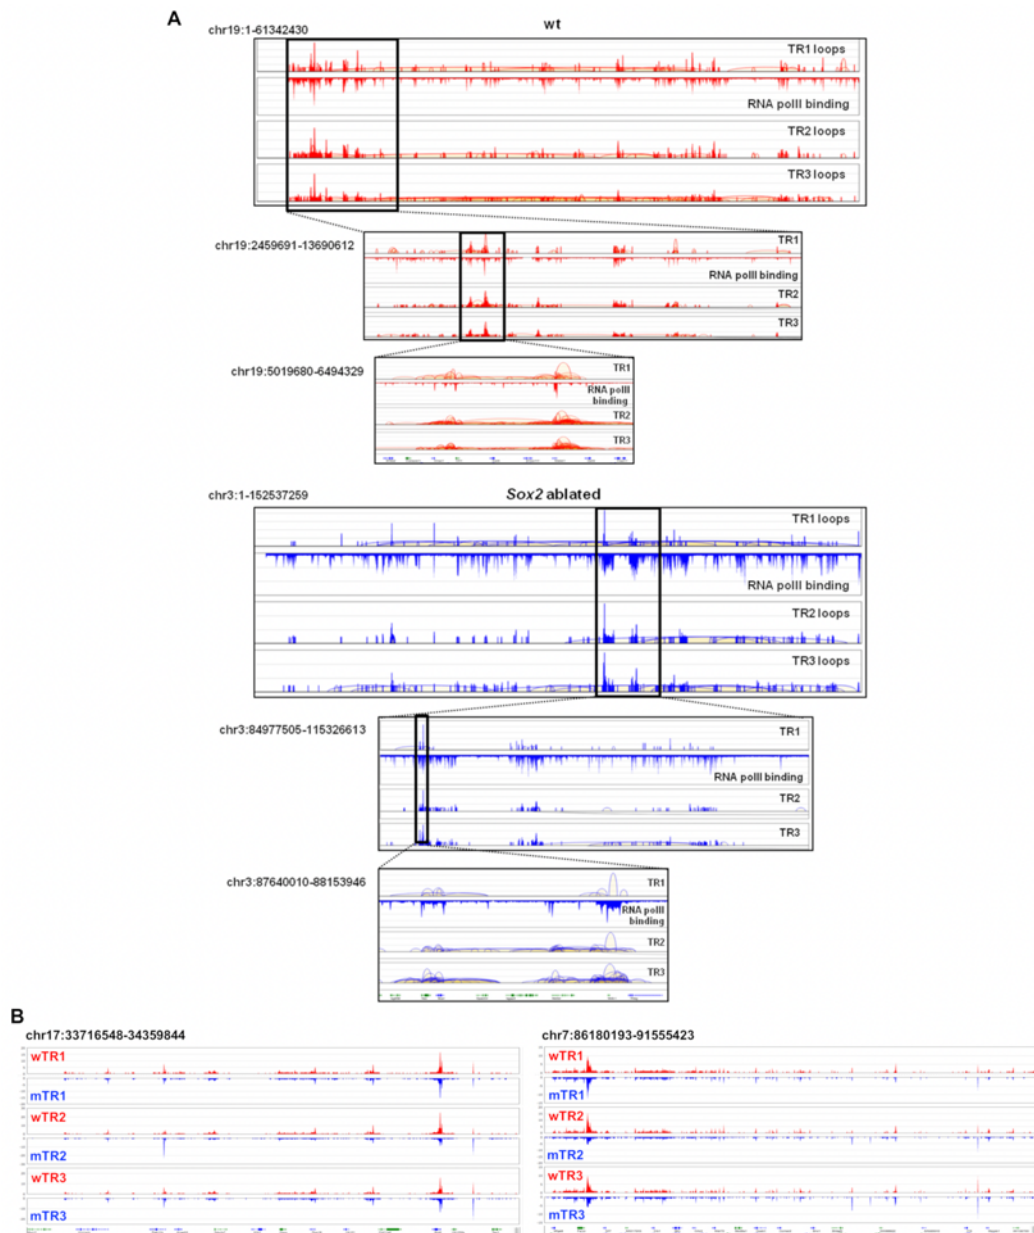 A
wt
chr19:1-61342430
TR1 loops
RNA polII binding
TR2 loops
TR3 loops
chr19:2459691-13690612
TR1
RNA polII binding
TR2
TR3
chr19:5019680-6494329
TR1
RNA polII
binding
TR2
TR3
Sox2 ablated
chr3:1-152537259
TR1 loops
RNA polII binding
TR2 loops
TR3 loops
chr3:84977505-115326613
TR1
RNA polII binding
TR2
TR3
chr3:87640010-88153946
TR1
RNA polII
binding
TR2
TR3
B
chr17:33716548-34359844
wTR1
mTR1
wTR2
mTR2
wTR3
mTR3
chr7:86180193-91555423
wTR1
mTR1
wTR2
mTR2
wTR3
mTR3